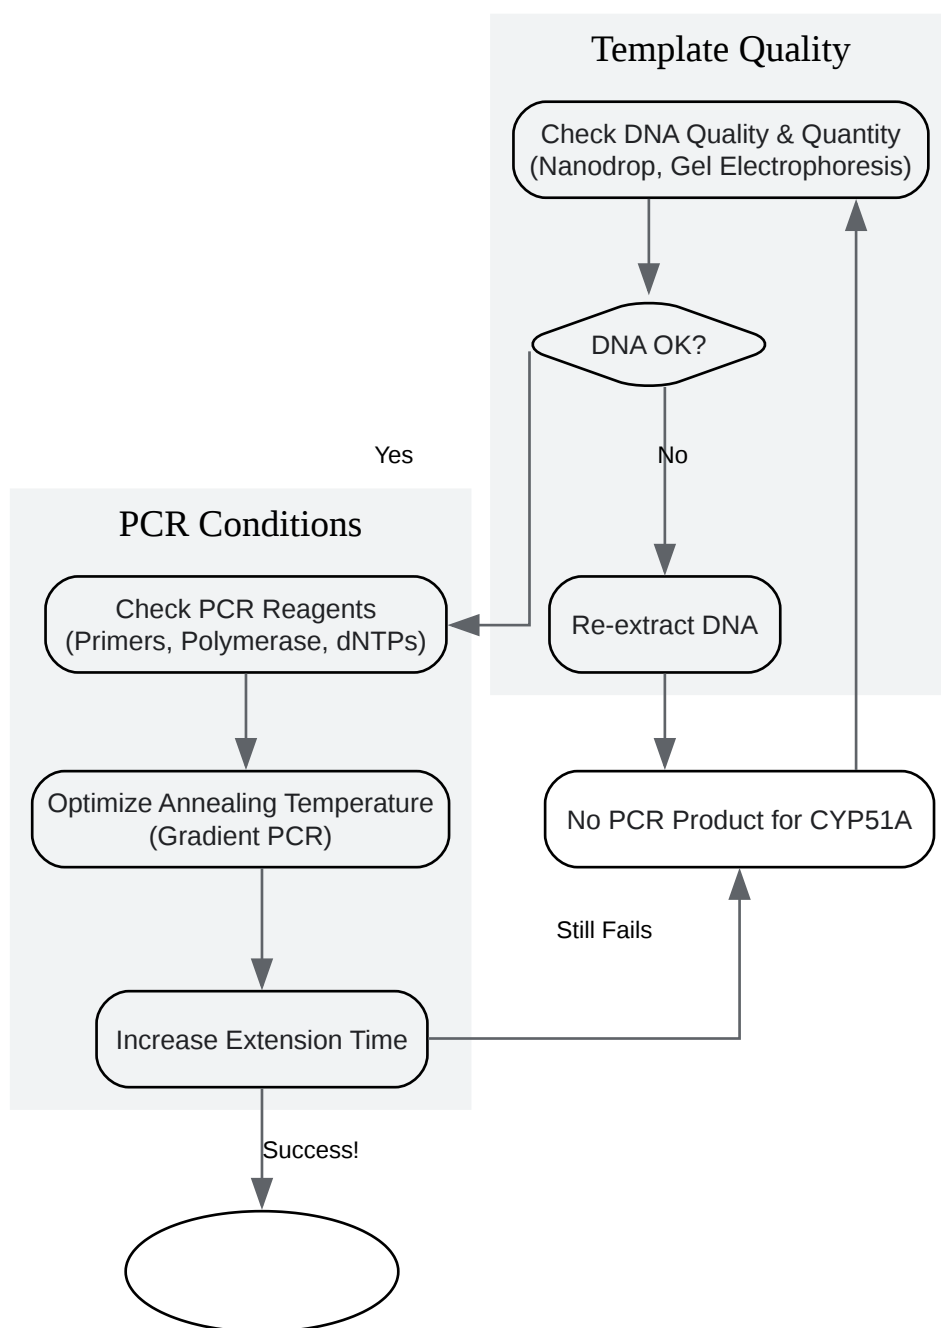 Template Quality
Check DNA Quality & Quantity
(Nanodrop, Gel Electrophoresis)
DNA OK?
Yes
No
PCR Conditions
Check PCR Reagents
(Primers, Polymerase, dNTPs)
Re-extract DNA
Optimize Annealing Temperature
(Gradient PCR)
No PCR Product for CYP51A
Still Fails
Increase Extension Time
Success!